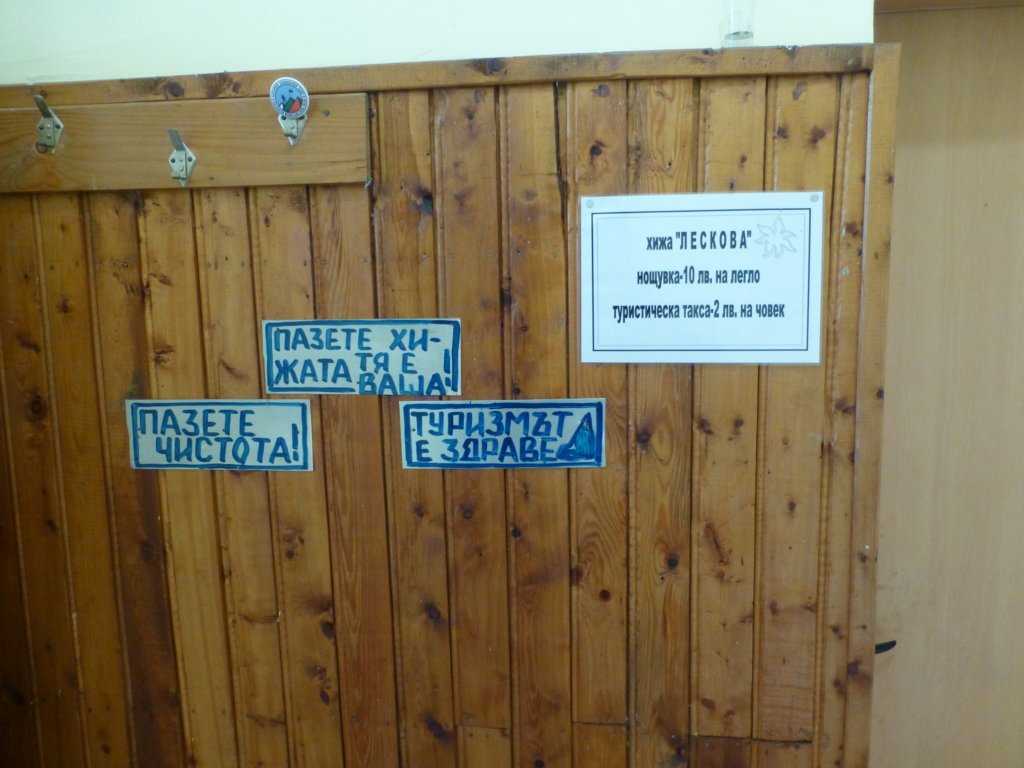 хижа "ЛЕСКОВА"
нощувка-10 лв. на легло
туристическа такса-2 лв. на човек
ПАЗЕТЕ ХИ-
ЖАТА ТЯ Е
ВАША!
ПАЗЕТЕ
ЧИСТОТА!
ТУРИЗМЪТ
Е ЗДРАВЕ